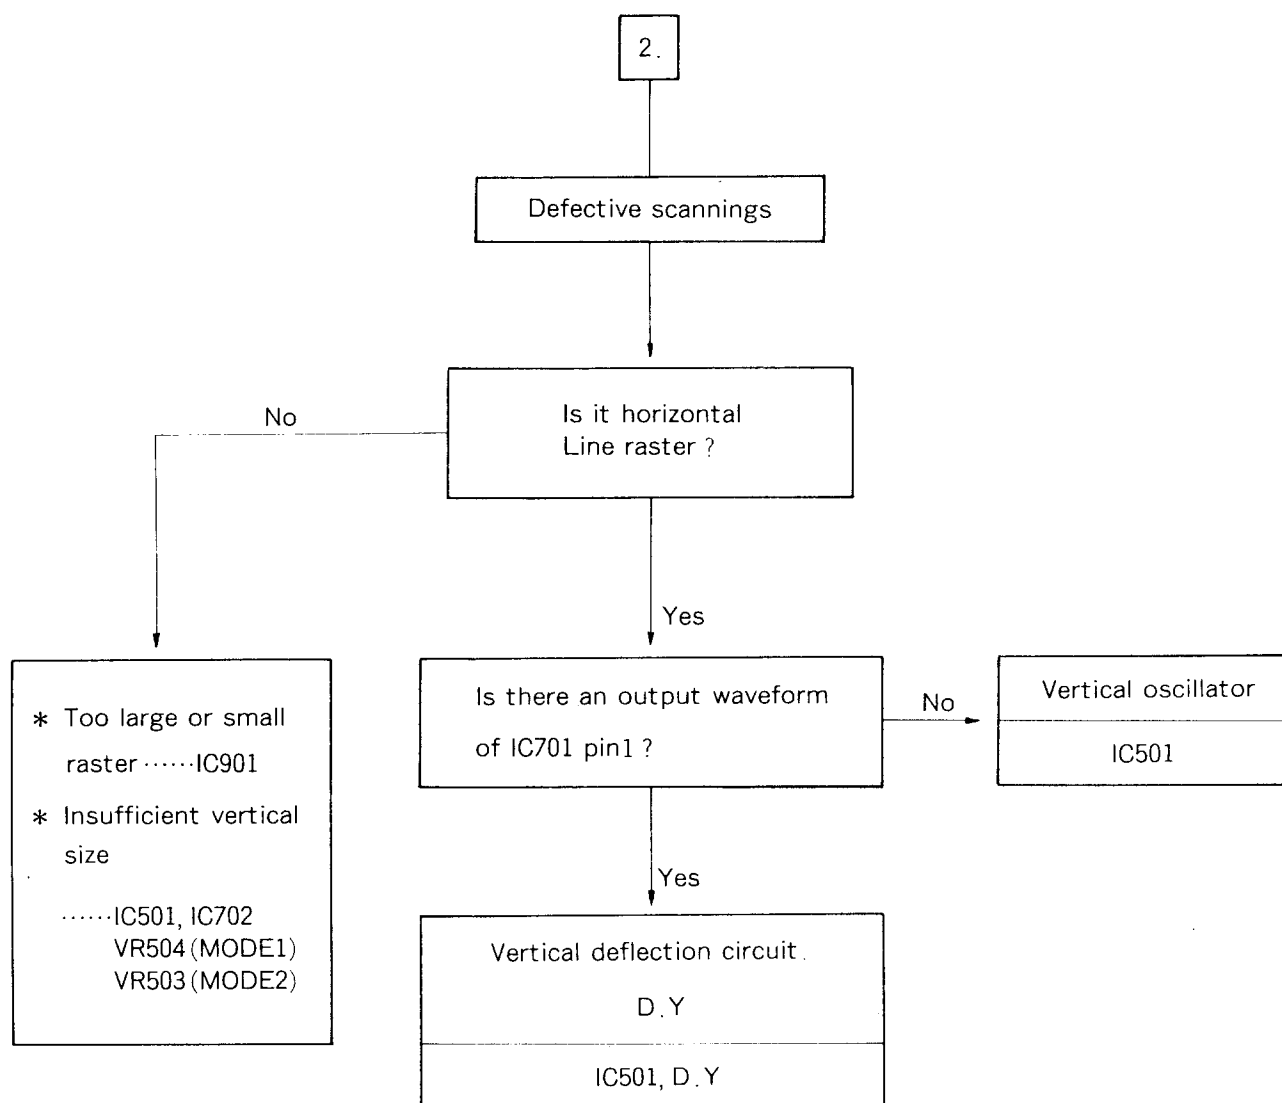 2.
Defective scannings
Is it horizontal
Line raster ?
No
Yes
* Too large or small
raster ······IC901
* Insufficient vertical
size
······IC501, IC702
VR504 (MODE1)
VR503 (MODE2)
Is there an output waveform
of IC701 pin1 ?
No
Vertical oscillator
IC501
Yes
Vertical deflection circuit.
D.Y
IC501, D.Y